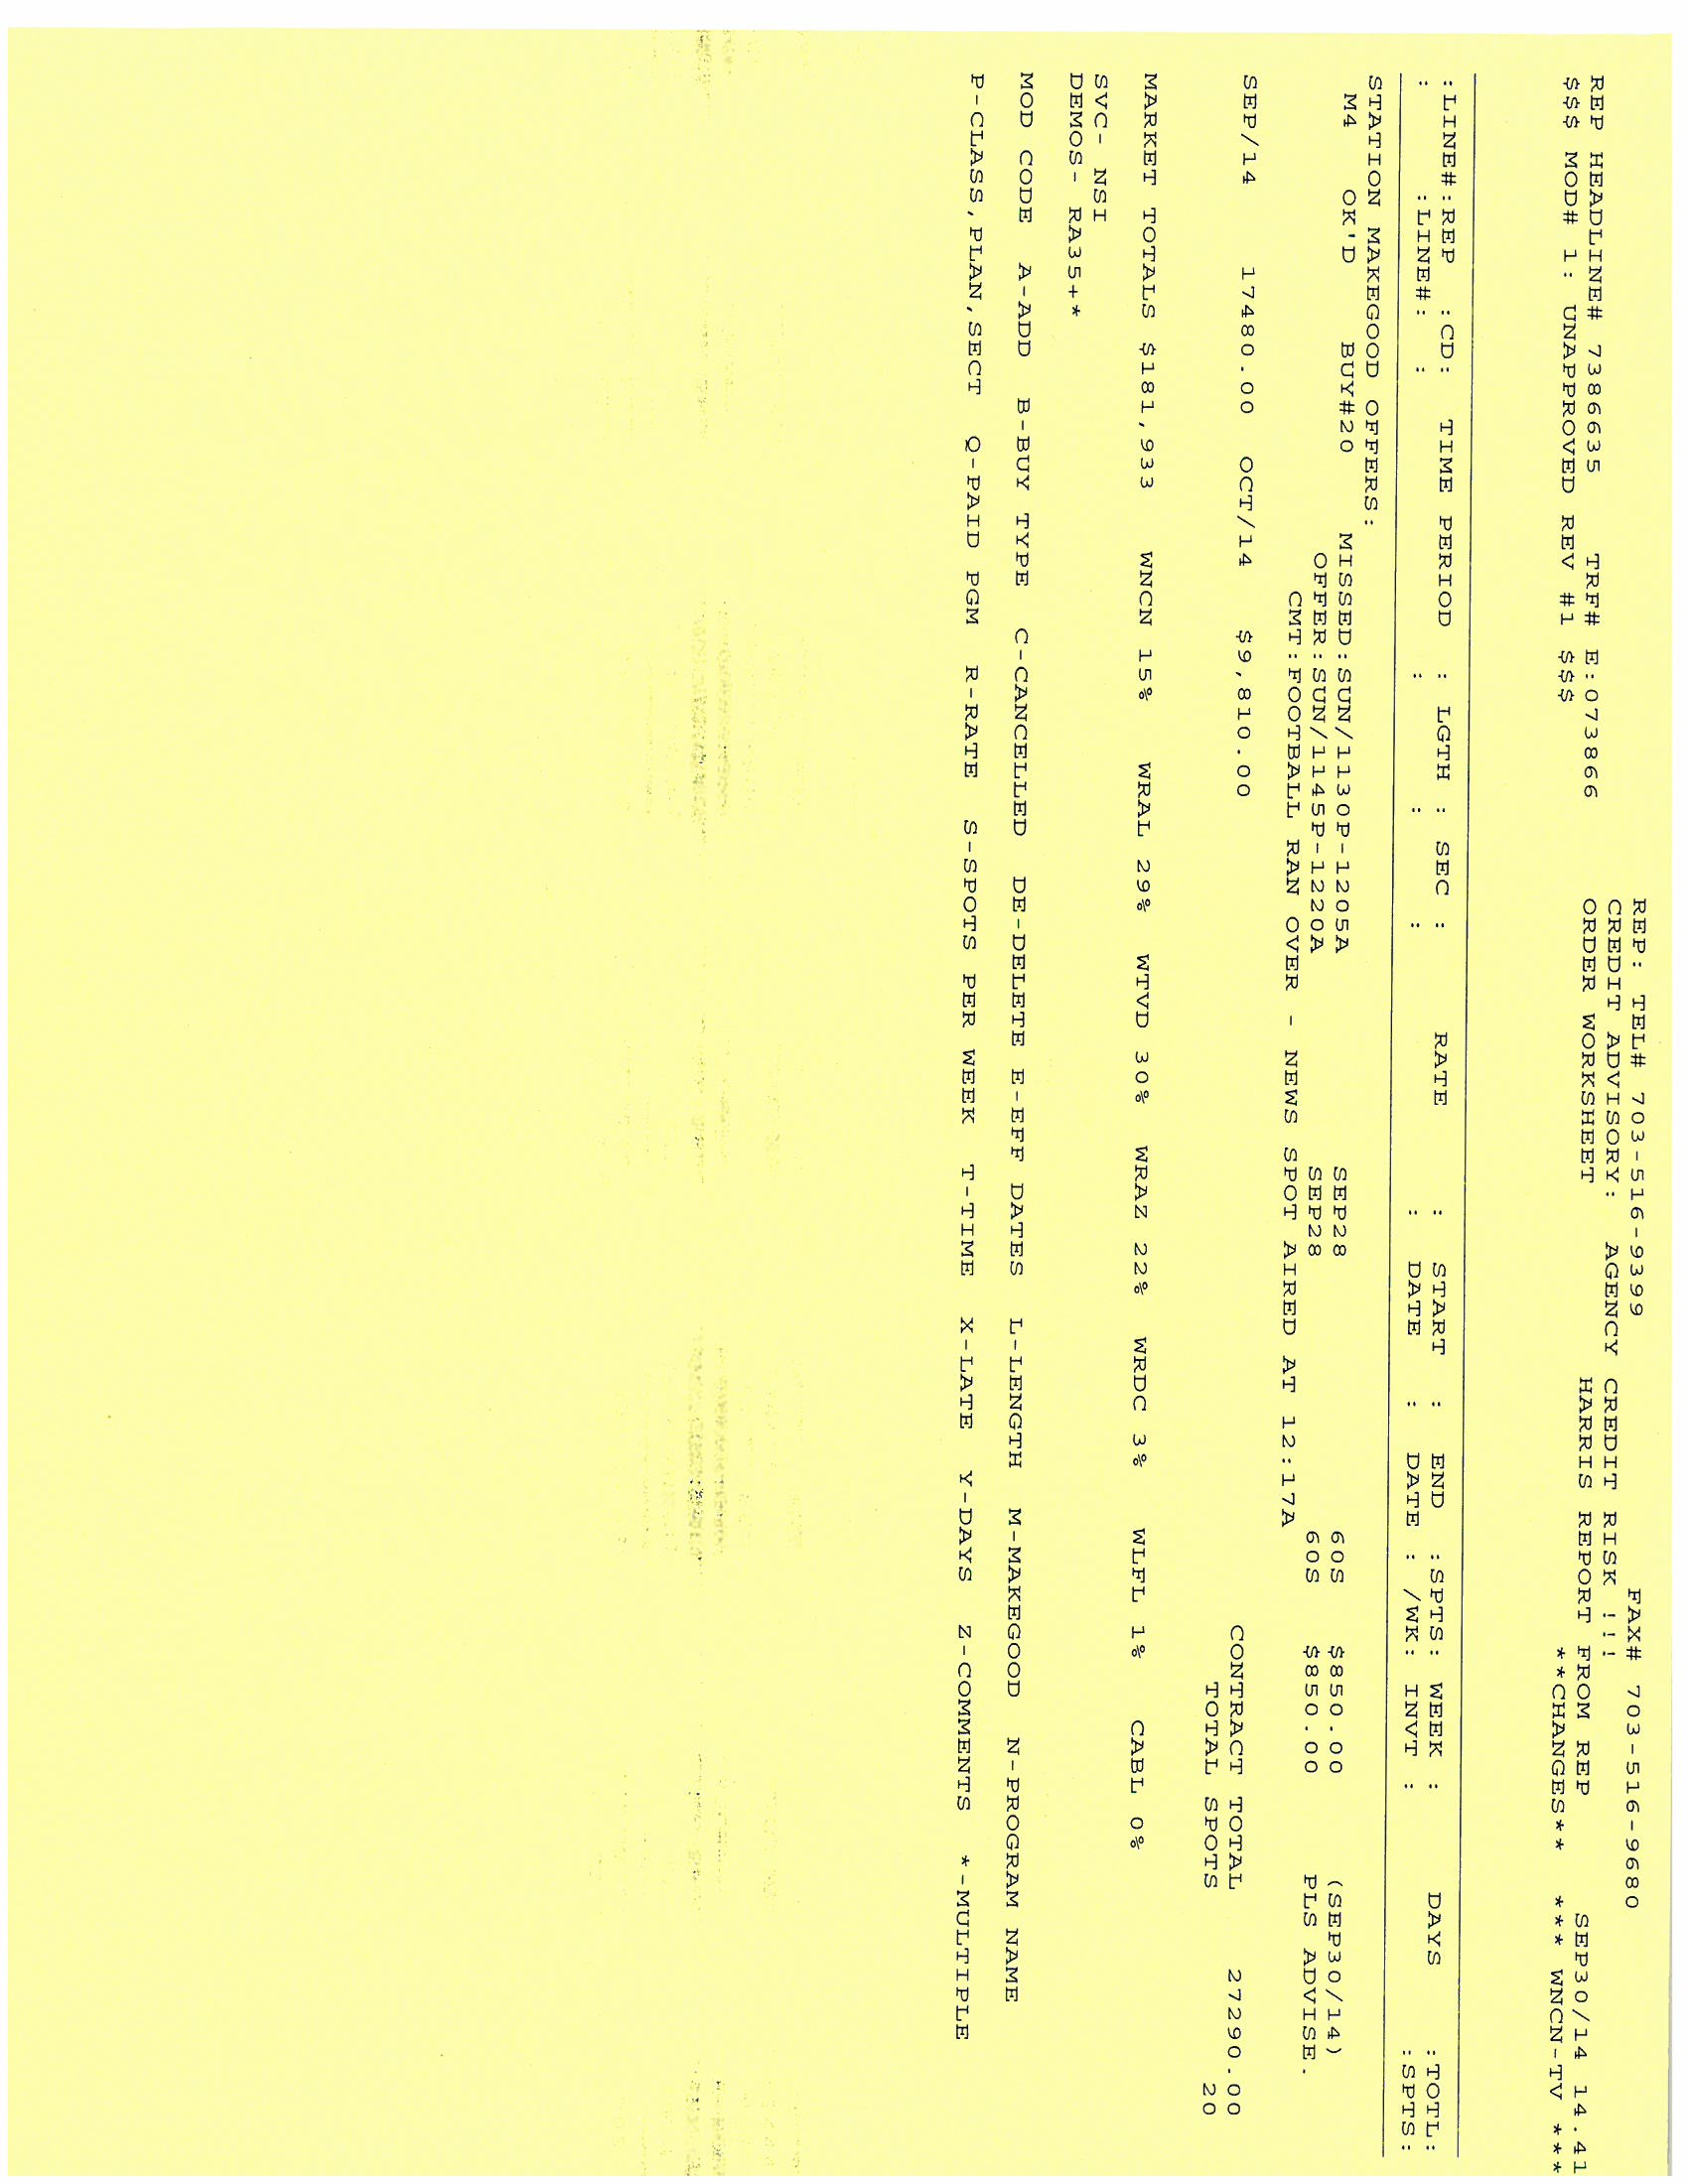 REP: TEL# 703-516-9399 FAX# 703-516-9680
CREDIT ADVISORY: AGENCY CREDIT RISK !!!
REP HEADLINE# 7386635 TRF# E:073866 ORDER WORKSHEET HARRIS REPORT FROM REP SEP30/14 14.41
$$$ MOD# 1: UNAPPROVED REV #1 $$$ **CHANGES** *** WNCN-TV ***
:LINE#:REP :CD: TIME PERIOD : LGTH : SEC : RATE : START : END :SPTS: WEEK : DAYS :TOTL:
: :LINE#: : : : : : DATE : DATE : /WK: INVT : :SPTS:
STATION MAKEGOOD OFFERS:
M4 OK'D BUY#20 MISSED:SUN/1130P-1205A SEP28 60S $850.00 (SEP30/14)
OFFER:SUN/1145P-1220A SEP28 60S $850.00 PLS ADVISE.
CMT:FOOTBALL RAN OVER - NEWS SPOT AIRED AT 12:17A
SEP/14 17480.00 OCT/14 $9,810.00 CONTRACT TOTAL 27290.00
TOTAL SPOTS 20
MARKET TOTALS $181,933 WNCN 15% WRAL 29% WTVD 30% WRAZ 22% WRDC 3% WLFL 1% CABL 0%
SVC- NSI
DEMOS- RA35+*
MOD CODE A-ADD B-BUY TYPE C-CANCELLED DE-DELETE E-EFF DATES L-LENGTH M-MAKEGOOD N-PROGRAM NAME
P-CLASS,PLAN,SECT Q-PAID PGM R-RATE S-SPOTS PER WEEK T-TIME X-LATE Y-DAYS Z-COMMENTS *-MULTIPLE